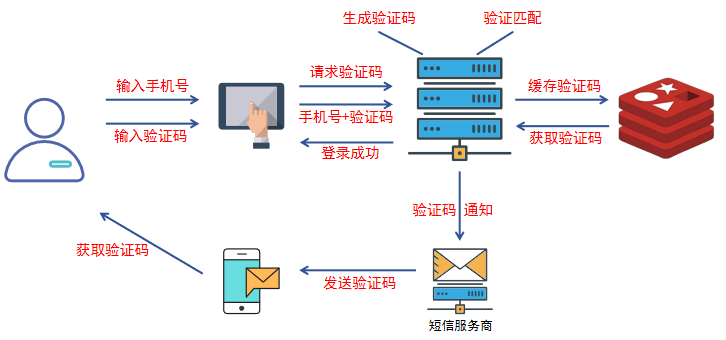 生成验证码
验证匹配
输入手机号
请求验证码
缓存验证码
输入验证码
手机号+验证码
获取验证码
登录成功
验证码 通知
获取验证码
发送验证码
短信服务商